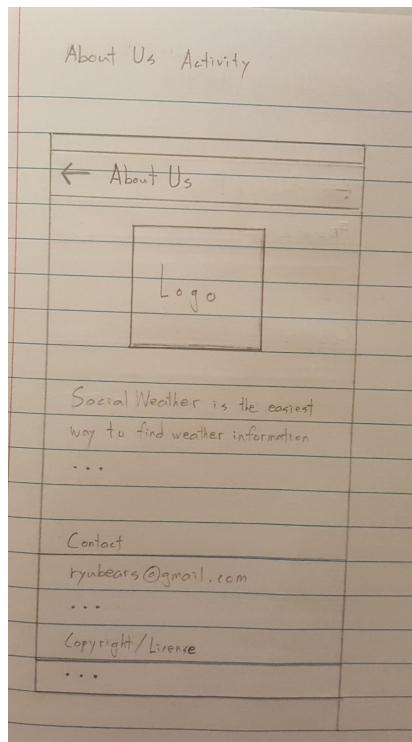 About Us Activity
← About Us
Logo
Social Weather is the easiest
way to find weather information
...
Contact
ryubears@gmail.com
...
Copyright/License
...